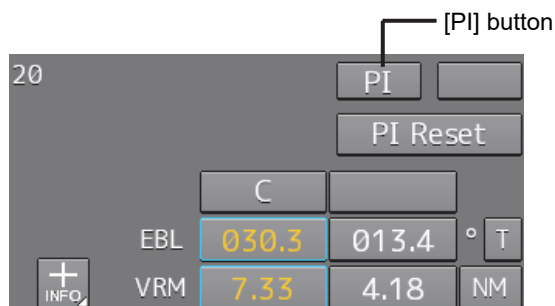 [PI] button
20 PI
PI Reset
C
EBL 030.3 013.4 ° T
+
INFO VRM 7.33 4.18 NM